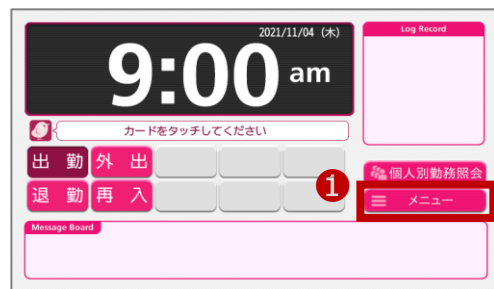 2021/11/04 (木)
9:00 am
Log Record
カードをタッチしてください
出 勤 外 出
退 勤 再 入
1
個人別勤務照会
メニュー
Message Board